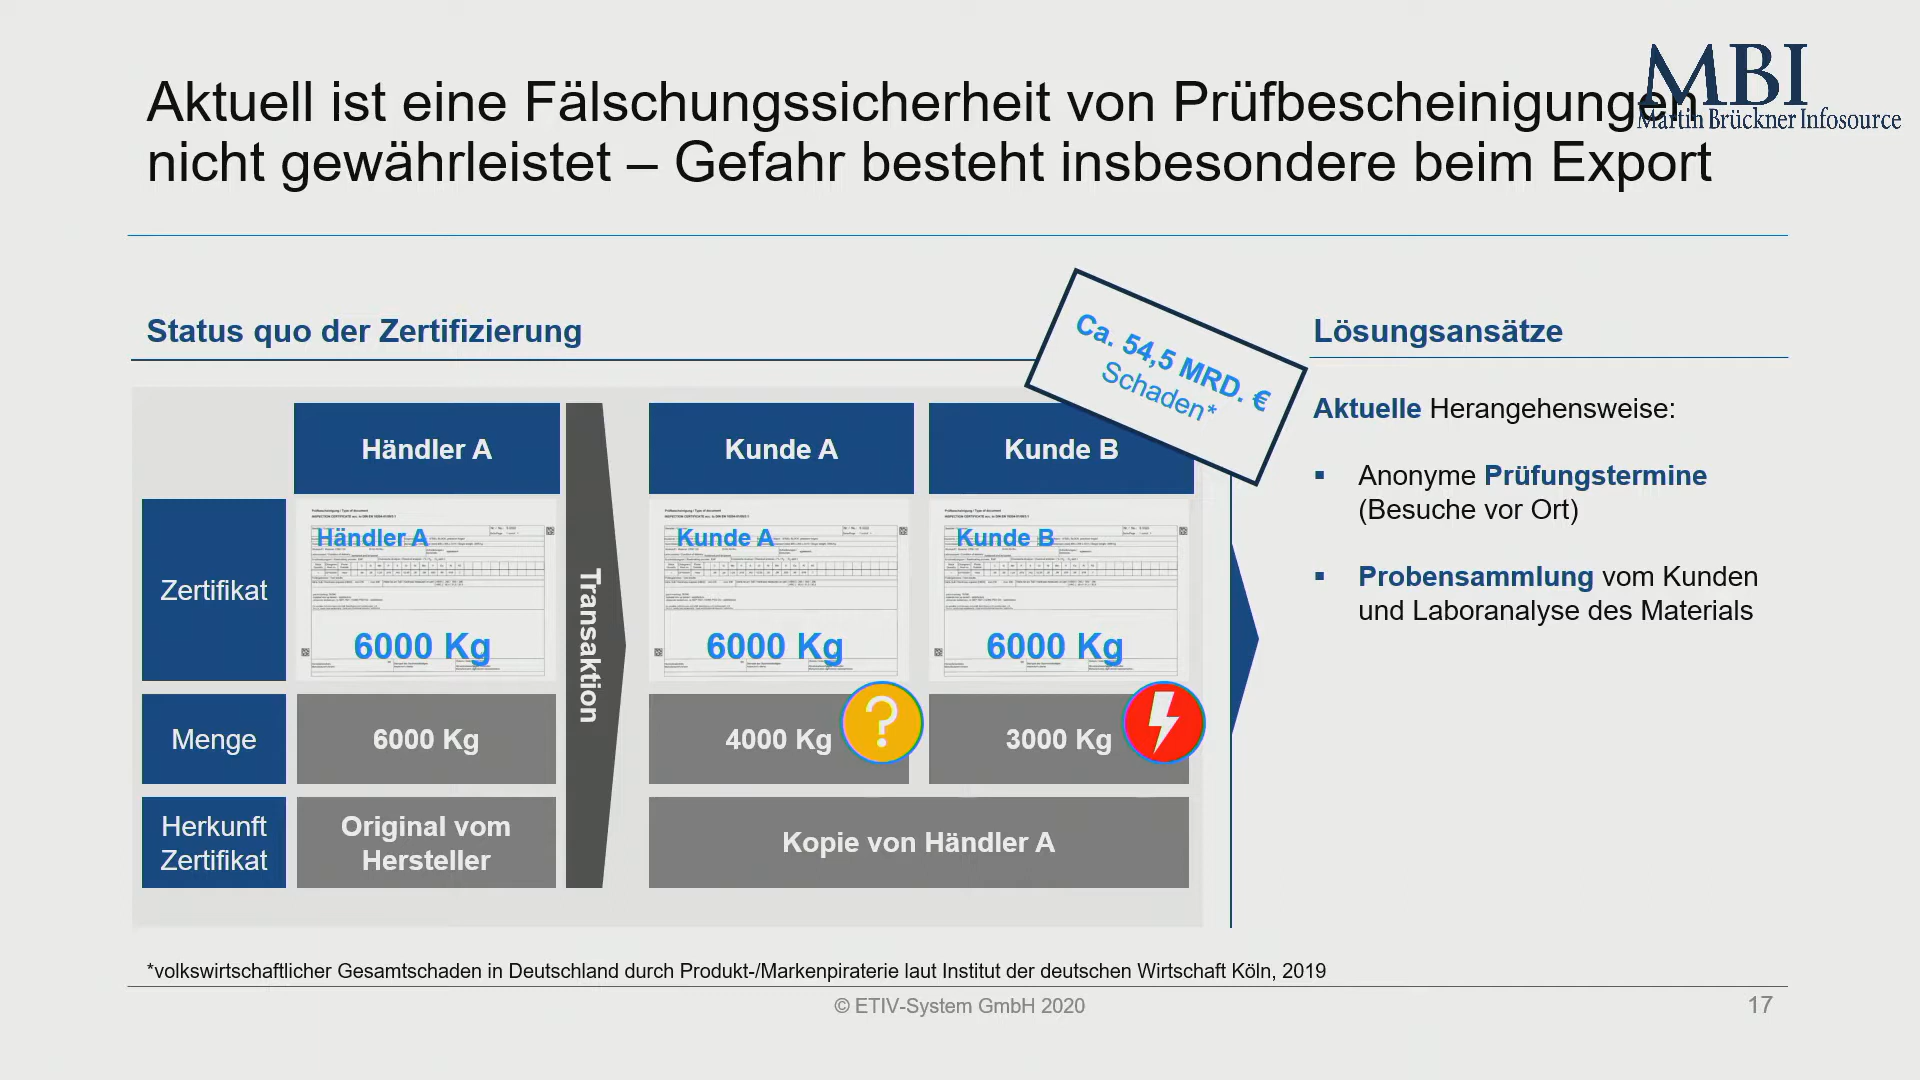 MBI
Martin Brückner Infosource
Aktuell ist eine Fälschungssicherheit von Prüfbescheinigungen
nicht gewährleistet – Gefahr besteht insbesondere beim Export
Status quo der Zertifizierung
Ca. 54,5 MRD. €
Schaden*
Händler A
Kunde A
Kunde B
Zertifikat
Händler A
6000 Kg
Transaktion
Kunde A
6000 Kg
Kunde B
6000 Kg
Menge
6000 Kg
4000 Kg
?
3000 Kg
Herkunft
Zertifikat
Original vom
Hersteller
Kopie von Händler A
Lösungsansätze
Aktuelle Herangehensweise:
▪ Anonyme Prüfungstermine
(Besuche vor Ort)
▪ Probensammlung vom Kunden
und Laboranalyse des Materials
*volkswirtschaftlicher Gesamtschaden in Deutschland durch Produkt-/Markenpiraterie laut Institut der deutschen Wirtschaft Köln, 2019
© ETIV-System GmbH 2020
17